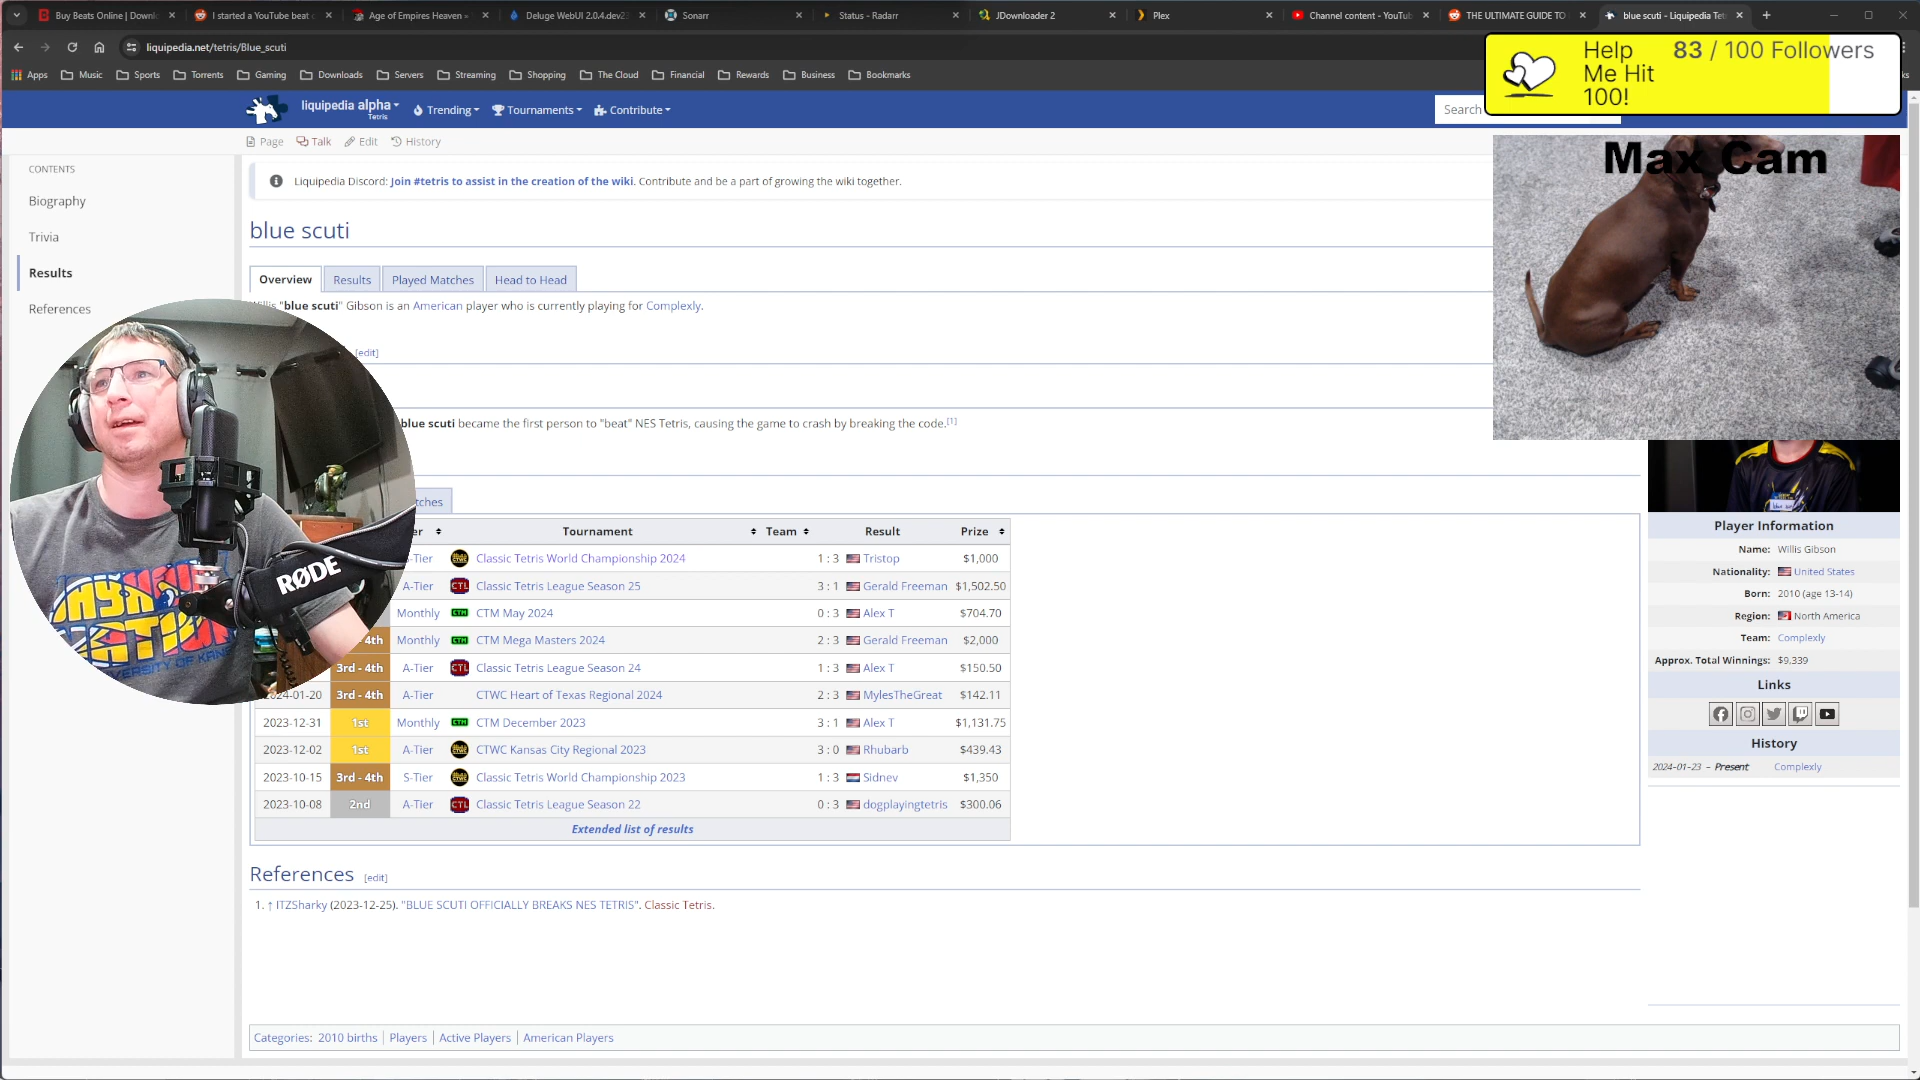 Buy Beats Online | Downl
I started a YouTube beat
Age of Empires Heaven »
Deluge WebUI 2.0.4.dev23
Sonarr
Status - Radarr
JDownloader 2
Plex
Channel content - YouTub
THE ULTIMATE GUIDE TO
blue scuti - Liquipedia Tet
liquipedia.net/tetris/Blue_scuti
Apps
Music
Sports
Torrents
Gaming
Downloads
Servers
Streaming
Shopping
The Cloud
Financial
Rewards
Business
Bookmarks
Help
Me Hit
100!
83 / 100 Followers
liquipedia alpha
Tetris
Trending
Tournaments
Contribute
Search
Page
Talk
Edit
History
Max Cam
CONTENTS
Biography
Trivia
Results
References
Liquipedia Discord: Join #tetris to assist in the creation of the wiki. Contribute and be a part of growing the wiki together.
blue scuti
Overview
Results
Played Matches
Head to Head
"blue scuti" Gibson is an American player who is currently playing for Complexly.
[edit]
blue scuti became the first person to "beat" NES Tetris, causing the game to crash by breaking the code.[1]
tches
er Tournament Team Result Prize
-Tier Classic Tetris World Championship 2024 1 : 3 Tristop $1,000
A-Tier Classic Tetris League Season 25 3 : 1 Gerald Freeman $1,502.50
Monthly CTM CTM May 2024 0 : 3 Alex T $704.70
- 4th Monthly CTM CTM Mega Masters 2024 2 : 3 Gerald Freeman $2,000
3rd - 4th A-Tier CTL Classic Tetris League Season 24 1 : 3 Alex T $150.50
2024-01-20 3rd - 4th A-Tier CTWC Heart of Texas Regional 2024 2 : 3 MylesTheGreat $142.11
2023-12-31 1st Monthly CTM CTM December 2023 3 : 1 Alex T $1,131.75
2023-12-02 1st A-Tier CTWC Kansas City Regional 2023 3 : 0 Rhubarb $439.43
2023-10-15 3rd - 4th S-Tier Classic Tetris World Championship 2023 1 : 3 Sidnev $1,350
2023-10-08 2nd A-Tier CTL Classic Tetris League Season 22 0 : 3 dogplayingtetris $300.06
Extended list of results
RØDE
Player Information
Name: Willis Gibson
Nationality: United States
Born: 2010 (age 13-14)
Region: North America
Team: Complexly
Approx. Total Winnings: $9,339
Links
History
2024-01-23 – Present Complexly
References [edit]
1. ↑ ITZSharky (2023-12-25). "BLUE SCUTI OFFICIALLY BREAKS NES TETRIS". Classic Tetris.
Categories: 2010 births | Players | Active Players | American Players